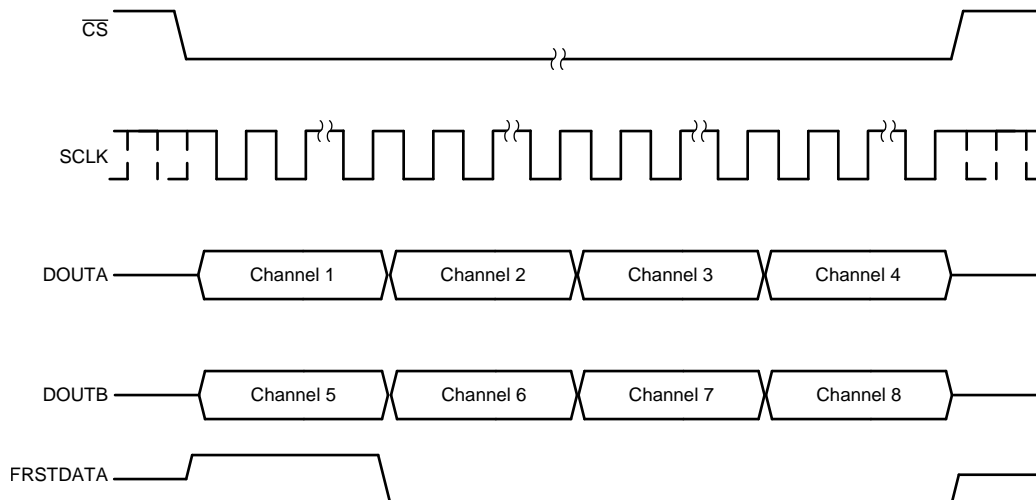 C̅S̅
SCLK
DOUTA
Channel 1
Channel 2
Channel 3
Channel 4
DOUTB
Channel 5
Channel 6
Channel 7
Channel 8
FRSTDATA